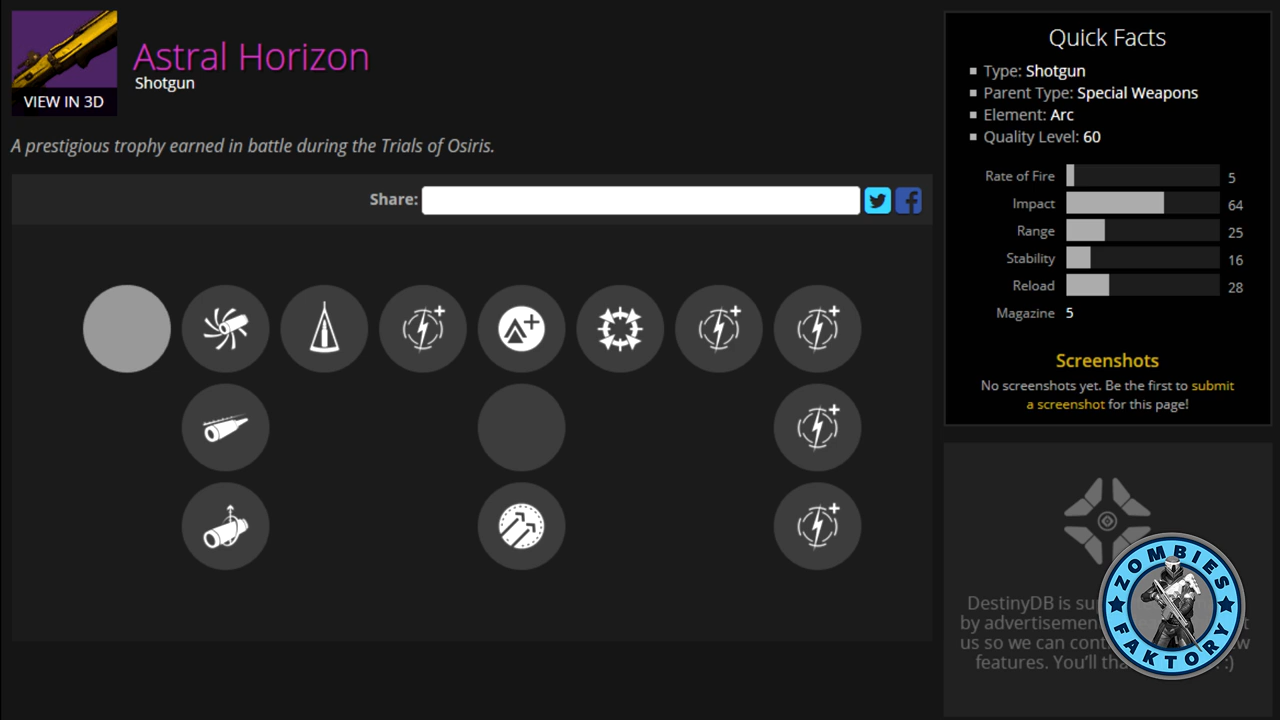 Astral Horizon
Shotgun
VIEW IN 3D
A prestigious trophy earned in battle during the Trials of Osiris.
Share:
Quick Facts
Type: Shotgun
Parent Type: Special Weapons
Element: Arc
Quality Level: 60
Rate of Fire 5
Impact 64
Range 25
Stability 16
Reload 28
Magazine 5
Screenshots
No screenshots yet. Be the first to submit
a screenshot for this page!
DestinyDB is
by
us so we can
features. You'll :)
ZOMBIES
FAKTORY